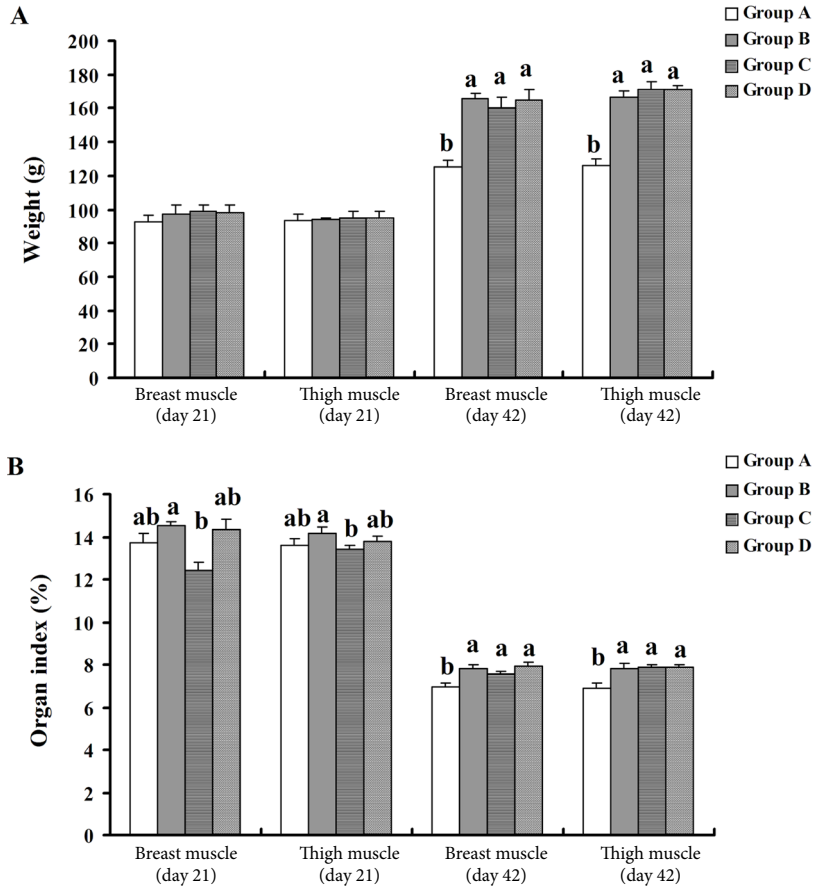 A
Group A
Group B
Group C
Group D
Weight (g)
200
180
160
140
120
100
80
60
40
20
0
b a a a
b a a a
Breast muscle
(day 21)
Thigh muscle
(day 21)
Breast muscle
(day 42)
Thigh muscle
(day 42)
B
Group A
Group B
Group C
Group D
Organ index (%)
16
14
12
10
8
6
4
2
0
ab a b ab
ab a b ab
b a a a
b a a a
Breast muscle
(day 21)
Thigh muscle
(day 21)
Breast muscle
(day 42)
Thigh muscle
(day 42)